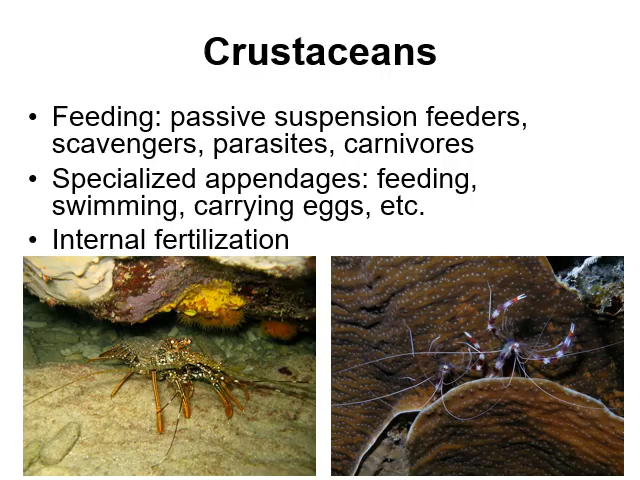 Crustaceans
• Feeding: passive suspension feeders,
scavengers, parasites, carnivores
• Specialized appendages: feeding,
swimming, carrying eggs, etc.
• Internal fertilization